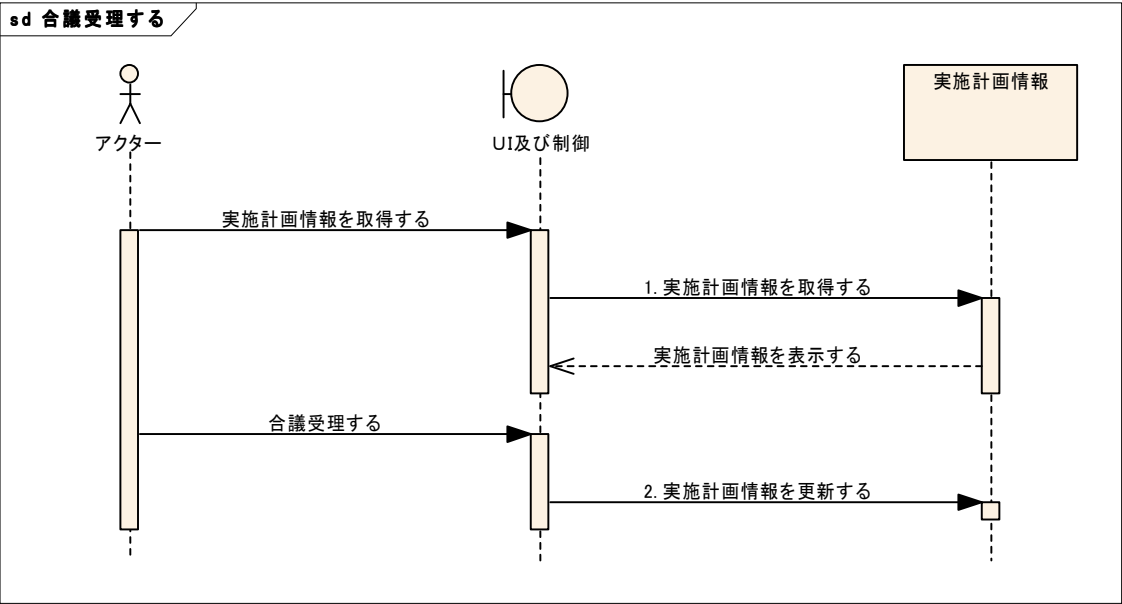 sd 合議受理する
アクター
UI及び制御
実施計画情報
実施計画情報を取得する
1.実施計画情報を取得する
実施計画情報を表示する
合議受理する
2.実施計画情報を更新する